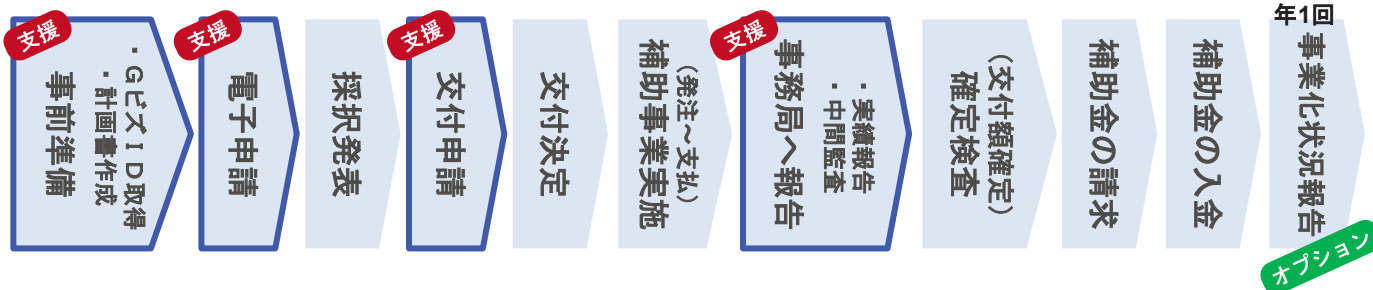 支援
・GビズID取得
・計画書作成
事前準備
支援
電子申請
採択発表
支援
交付申請
交付決定
(発注~支払)
補助事業実施
支援
・実績報告
・中間監査
事務局へ報告
(交付額確定)
確定検査
補助金の請求
補助金の入金
年1回
事業化状況報告
オプション